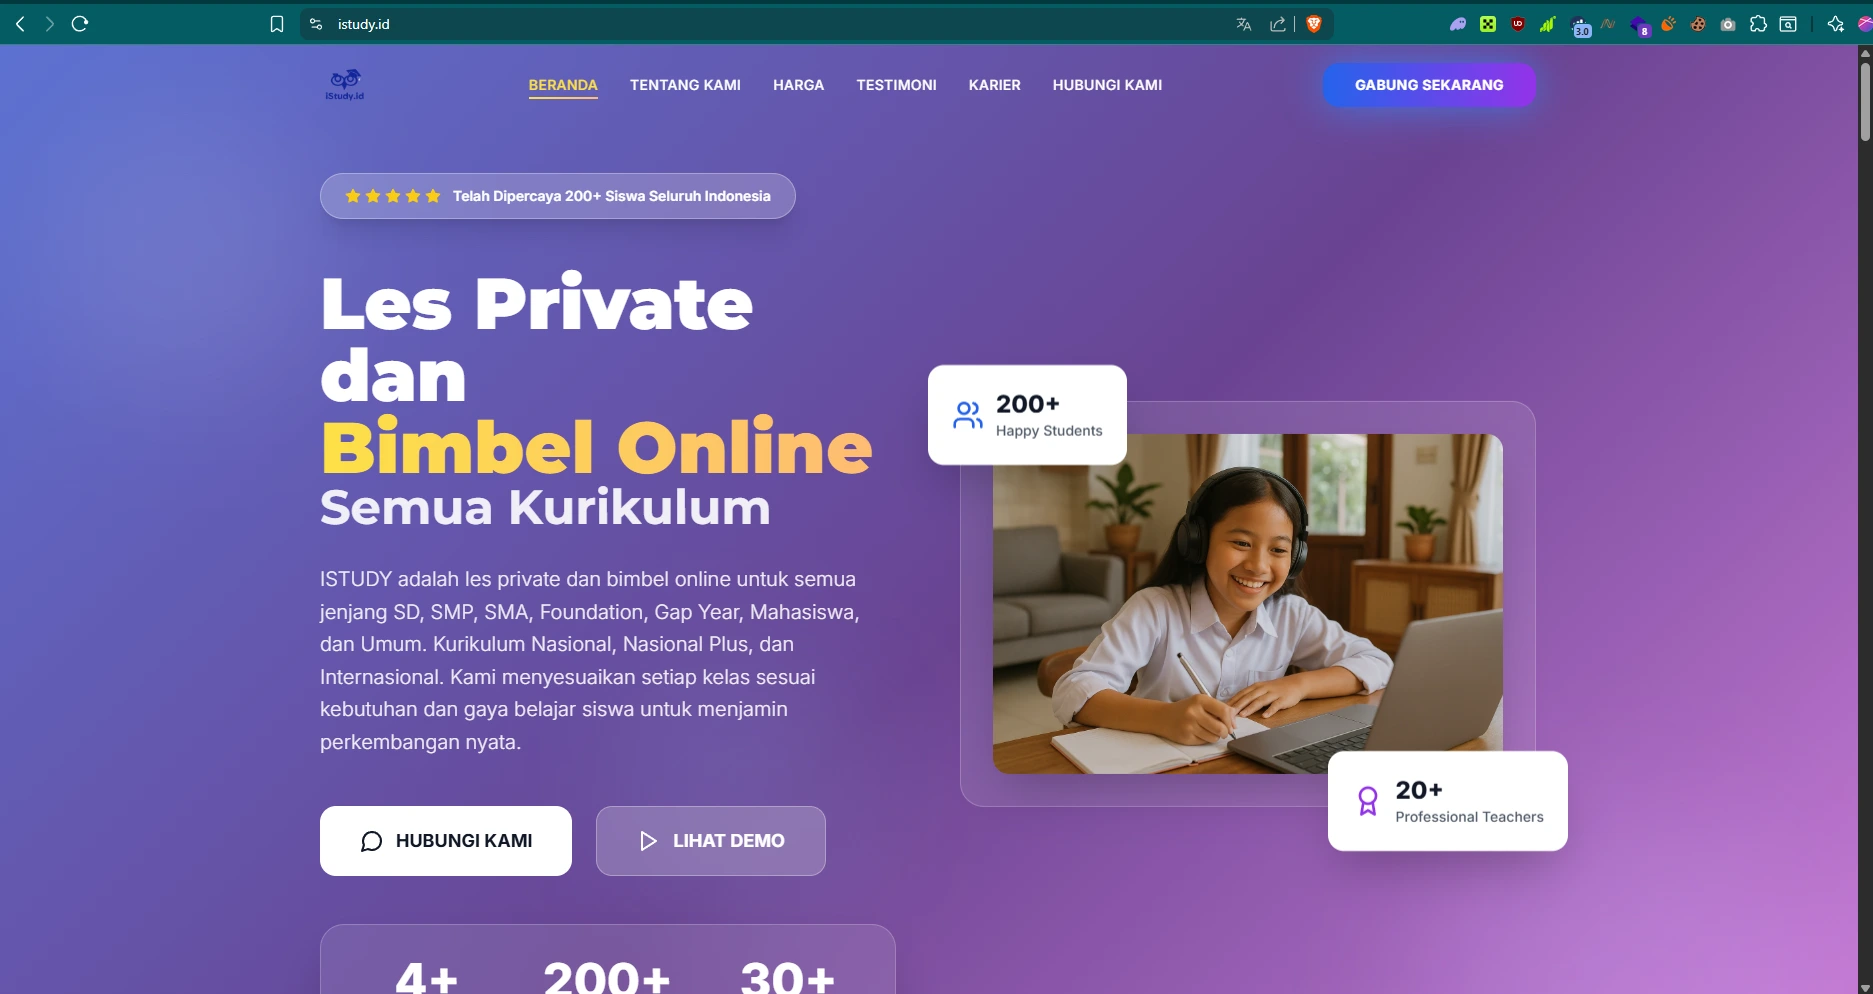 istudy.id
3.0
8
iStudy.id
BERANDA
TENTANG KAMI
HARGA
TESTIMONI
KARIER
HUBUNGI KAMI
GABUNG SEKARANG
Telah Dipercaya 200+ Siswa Seluruh Indonesia
Les Private
dan
Bimbel Online
Semua Kurikulum
ISTUDY adalah les private dan bimbel online untuk semua
jenjang SD, SMP, SMA, Foundation, Gap Year, Mahasiswa,
dan Umum. Kurikulum Nasional, Nasional Plus, dan
Internasional. Kami menyesuaikan setiap kelas sesuai
kebutuhan dan gaya belajar siswa untuk menjamin
perkembangan nyata.
HUBUNGI KAMI
LIHAT DEMO
4+
200+
30+
200+
Happy Students
20+
Professional Teachers